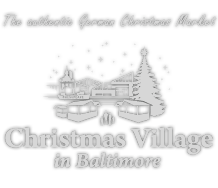 The authentic German Christmas Market
Christmas Village
in Baltimore